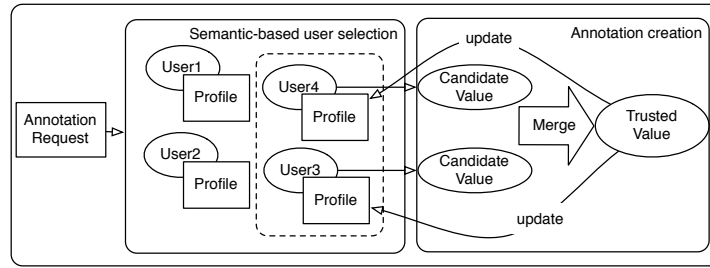 Semantic-based user selection
Annotation creation
update
User1
Profile
User4
Profile
Candidate
Value
Annotation
Request
Merge
Trusted
Value
User2
Profile
User3
Profile
Candidate
Value
update